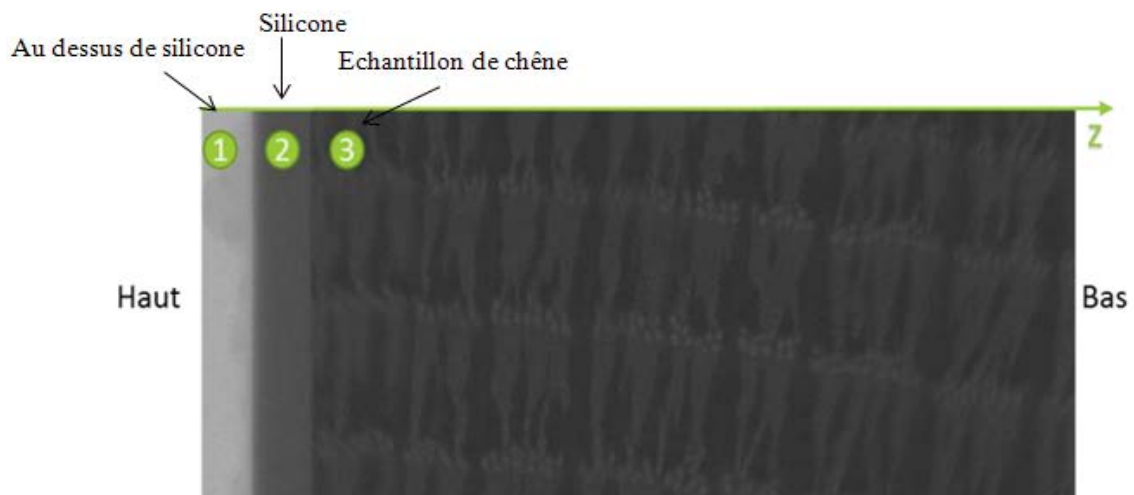 Silicone
Au dessus de silicone
Echantillon de chêne
1 2 3
Z
Haut
Bas